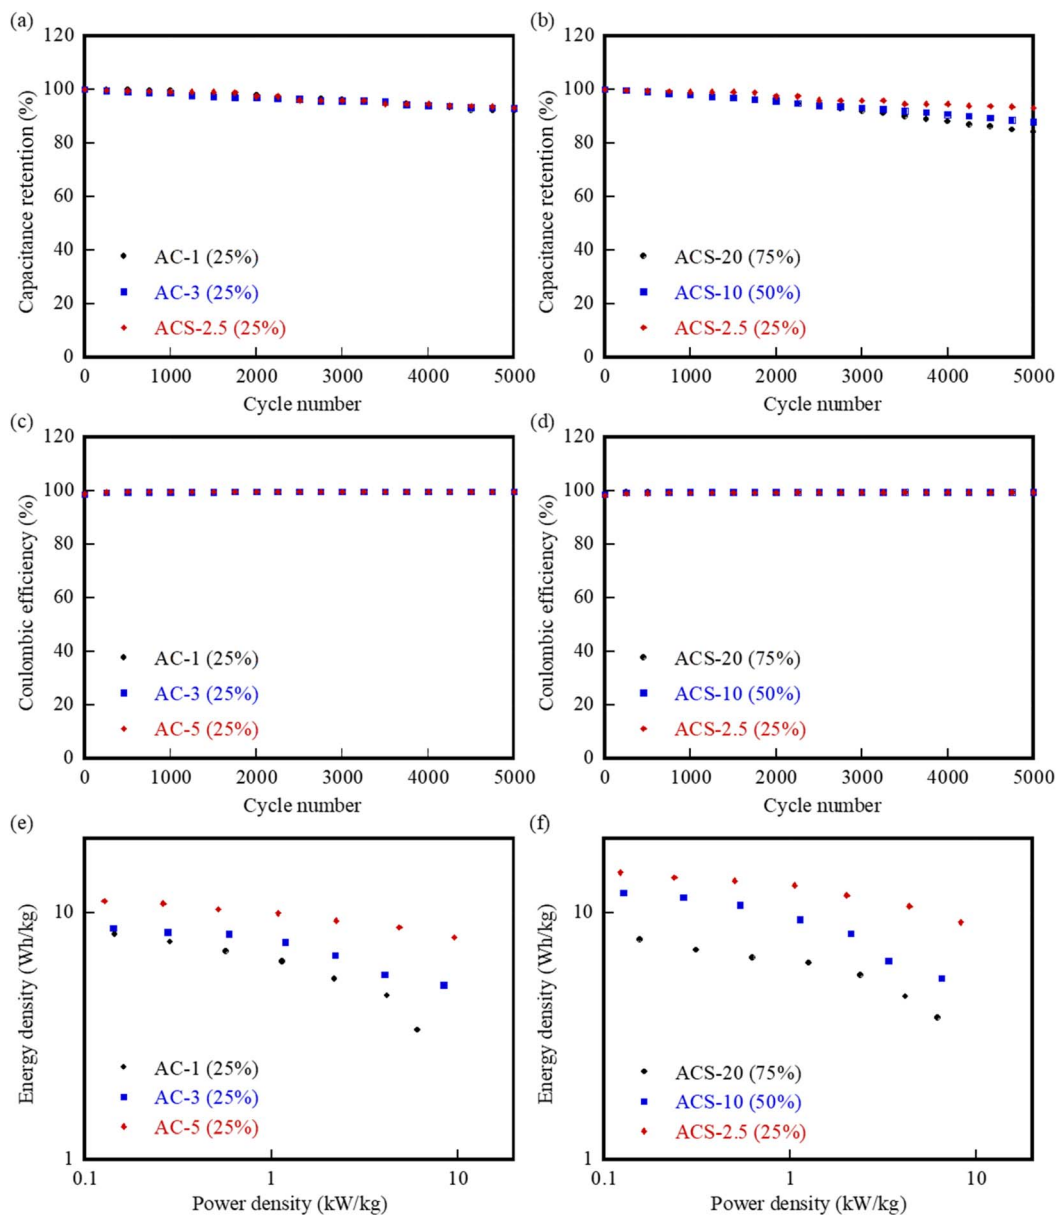 (a)
120
100
80
60
40
20
0
Capacitance retention (%)
AC-1 (25%)
AC-3 (25%)
ACS-2.5 (25%)
0 1000 2000 3000 4000 5000
Cycle number
(b)
120
100
80
60
40
20
0
Capacitance retention (%)
ACS-20 (75%)
ACS-10 (50%)
ACS-2.5 (25%)
0 1000 2000 3000 4000 5000
Cycle number
(c)
120
100
80
60
40
20
0
Coulombic efficiency (%)
AC-1 (25%)
AC-3 (25%)
AC-5 (25%)
0 1000 2000 3000 4000 5000
Cycle number
(d)
120
100
80
60
40
20
0
Coulombic efficiency (%)
ACS-20 (75%)
ACS-10 (50%)
ACS-2.5 (25%)
0 1000 2000 3000 4000 5000
Cycle number
(e)
10
1
Energy density (Wh/kg)
AC-1 (25%)
AC-3 (25%)
AC-5 (25%)
0.1 1 10
Power density (kW/kg)
(f)
10
1
Energy density (Wh/kg)
ACS-20 (75%)
ACS-10 (50%)
ACS-2.5 (25%)
0.1 1 10
Power density (kW/kg)